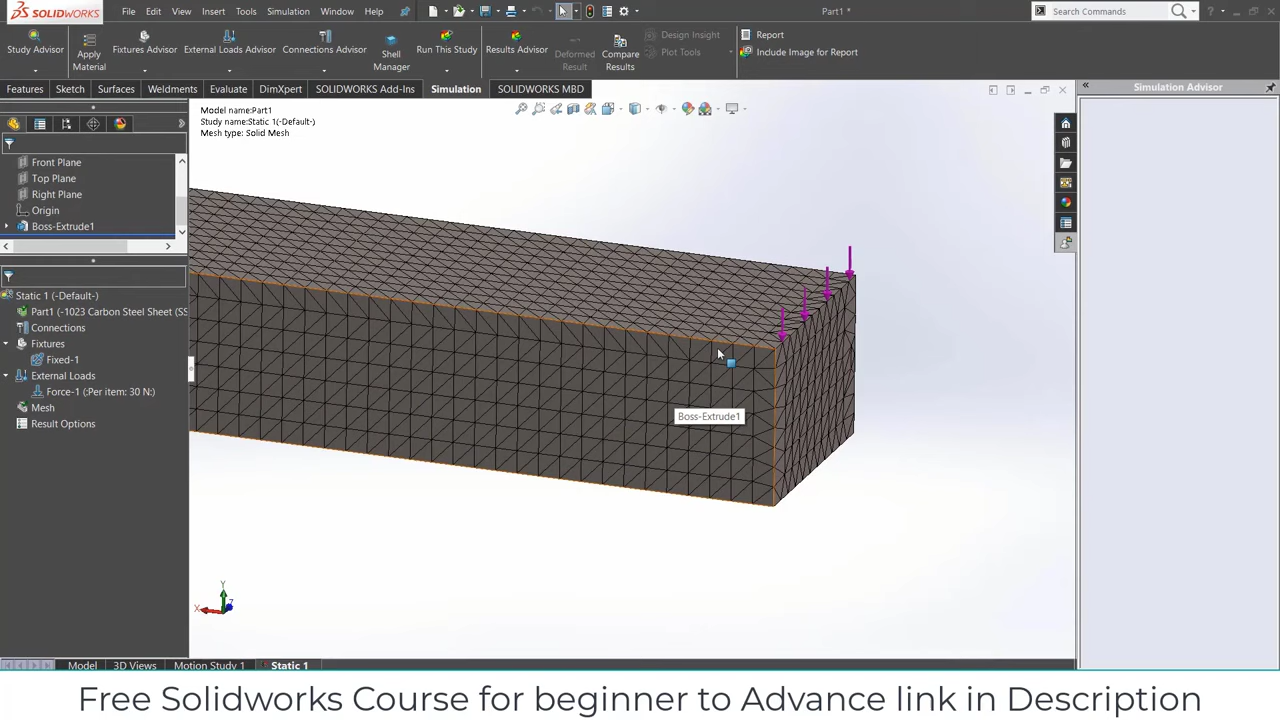 SOLIDWORKS
File Edit View Insert Tools Simulation Window Help
Part1 *
Search Commands
Study Advisor
Apply
Material
Fixtures Advisor
External Loads Advisor
Connections Advisor
Shell
Manager
Run This Study
Results Advisor
Deformed
Result
Compare
Results
Design Insight
Plot Tools
Report
Include Image for Report
Features Sketch Surfaces Weldments Evaluate DimXpert SOLIDWORKS Add-Ins Simulation SOLIDWORKS MBD
Simulation Advisor
Model name:Part1
Study name:Static 1(-Default-)
Mesh type: Solid Mesh
Front Plane
Top Plane
Right Plane
Origin
Boss-Extrude1
Static 1 (-Default-)
Part1 (-1023 Carbon Steel Sheet (SS
Connections
Fixtures
Fixed-1
External Loads
Force-1 (:Per item: 30 N:)
Mesh
Result Options
Boss-Extrude1
Y
X
Z
Model 3D Views Motion Study 1 Static 1
Free Solidworks Course for beginner to Advance link in Description